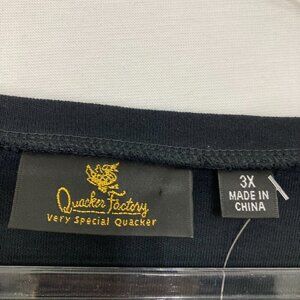 Quacker Factory
Very Special Quacker
3X
MADE IN
CHINA